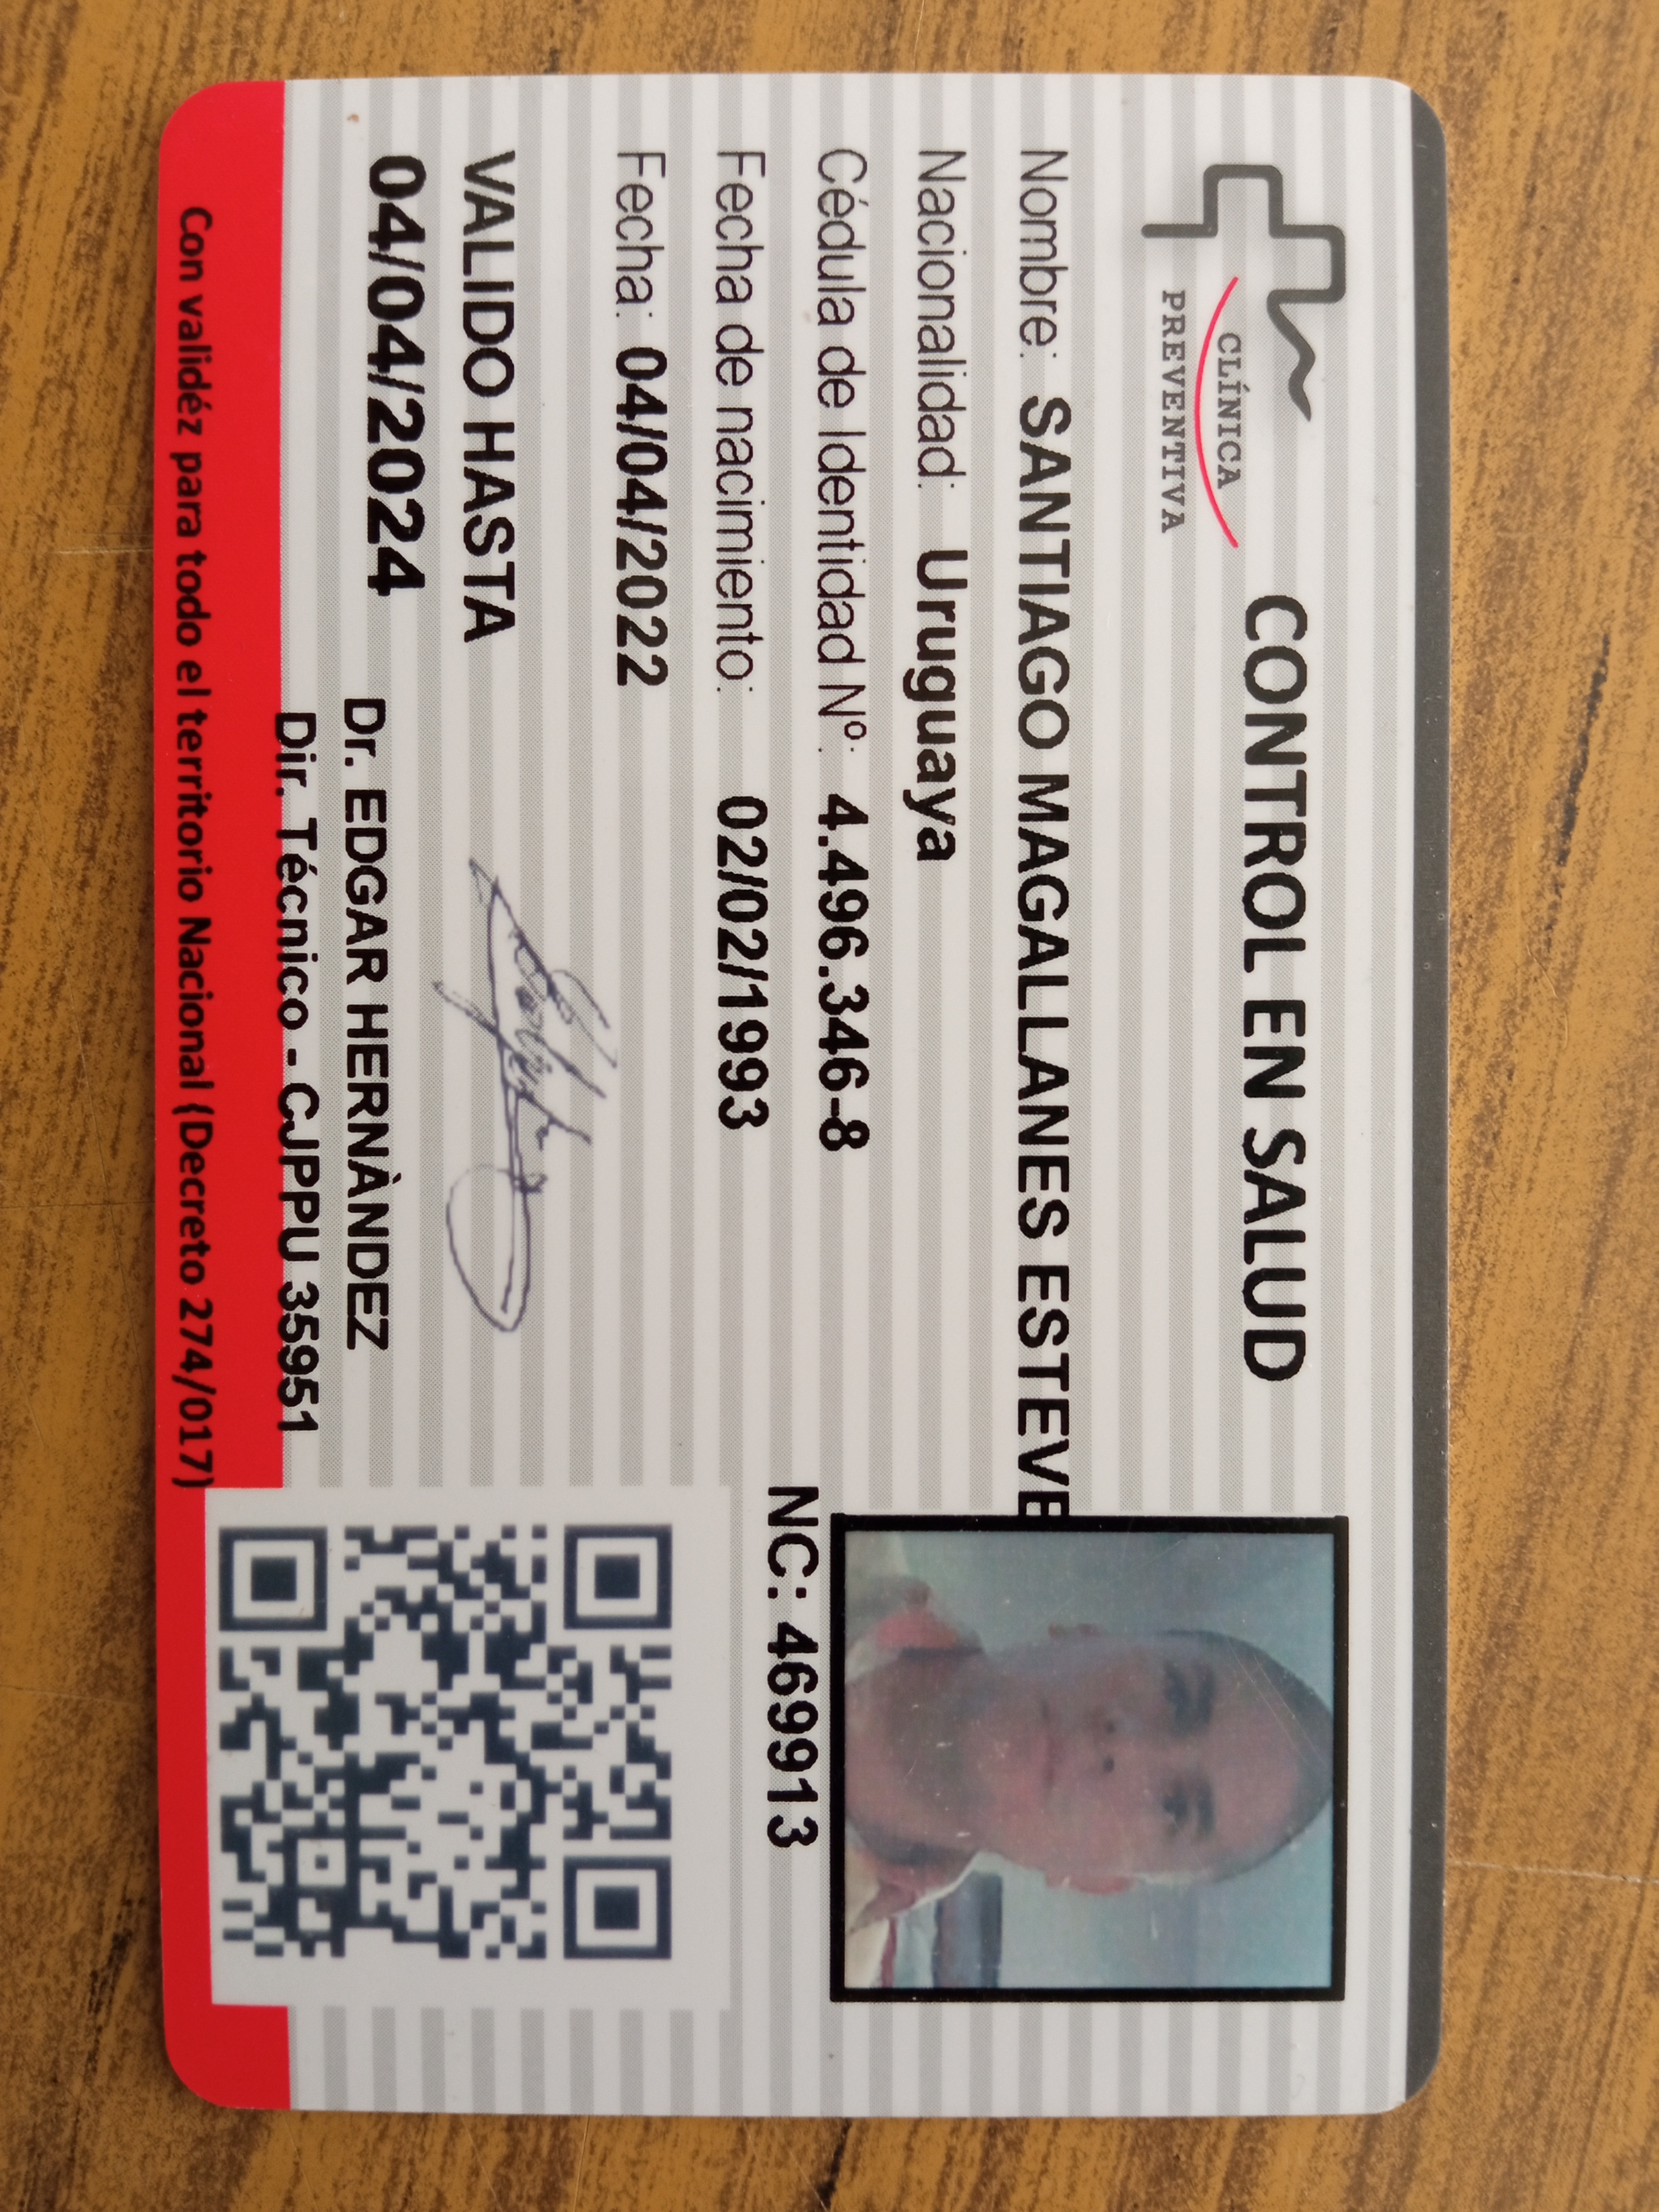 CLÍNICA
PREVENTIVA
CONTROL EN SALUD
Nombre: SANTIAGO MAGALLANES ESTEVE
Nacionalidad: Uruguaya
Cédula de Identidad Nº: 4.496.346-8
Fecha de nacimiento: 02/02/1993
NC: 469913
Fecha: 04/04/2022
VALIDO HASTA
04/04/2024
Dr. EDGAR HERNÀNDEZ
Dir. Técnico - CJPPU 35951
Con validéz para todo el territorio Nacional (Decreto 274/017)